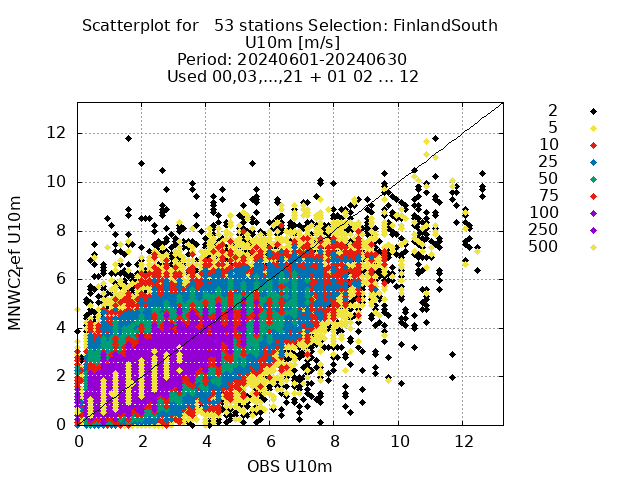 Scatterplot for 53 stations Selection: FinlandSouth
U10m [m/s]
Period: 20240601-20240630
Used 00,03,...,21 + 01 02 ... 12
MNWC2,ef U10m
12
10
8
6
4
2
0
0 2 4 6 8 10 12
OBS U10m
2
5
10
25
50
75
100
250
500